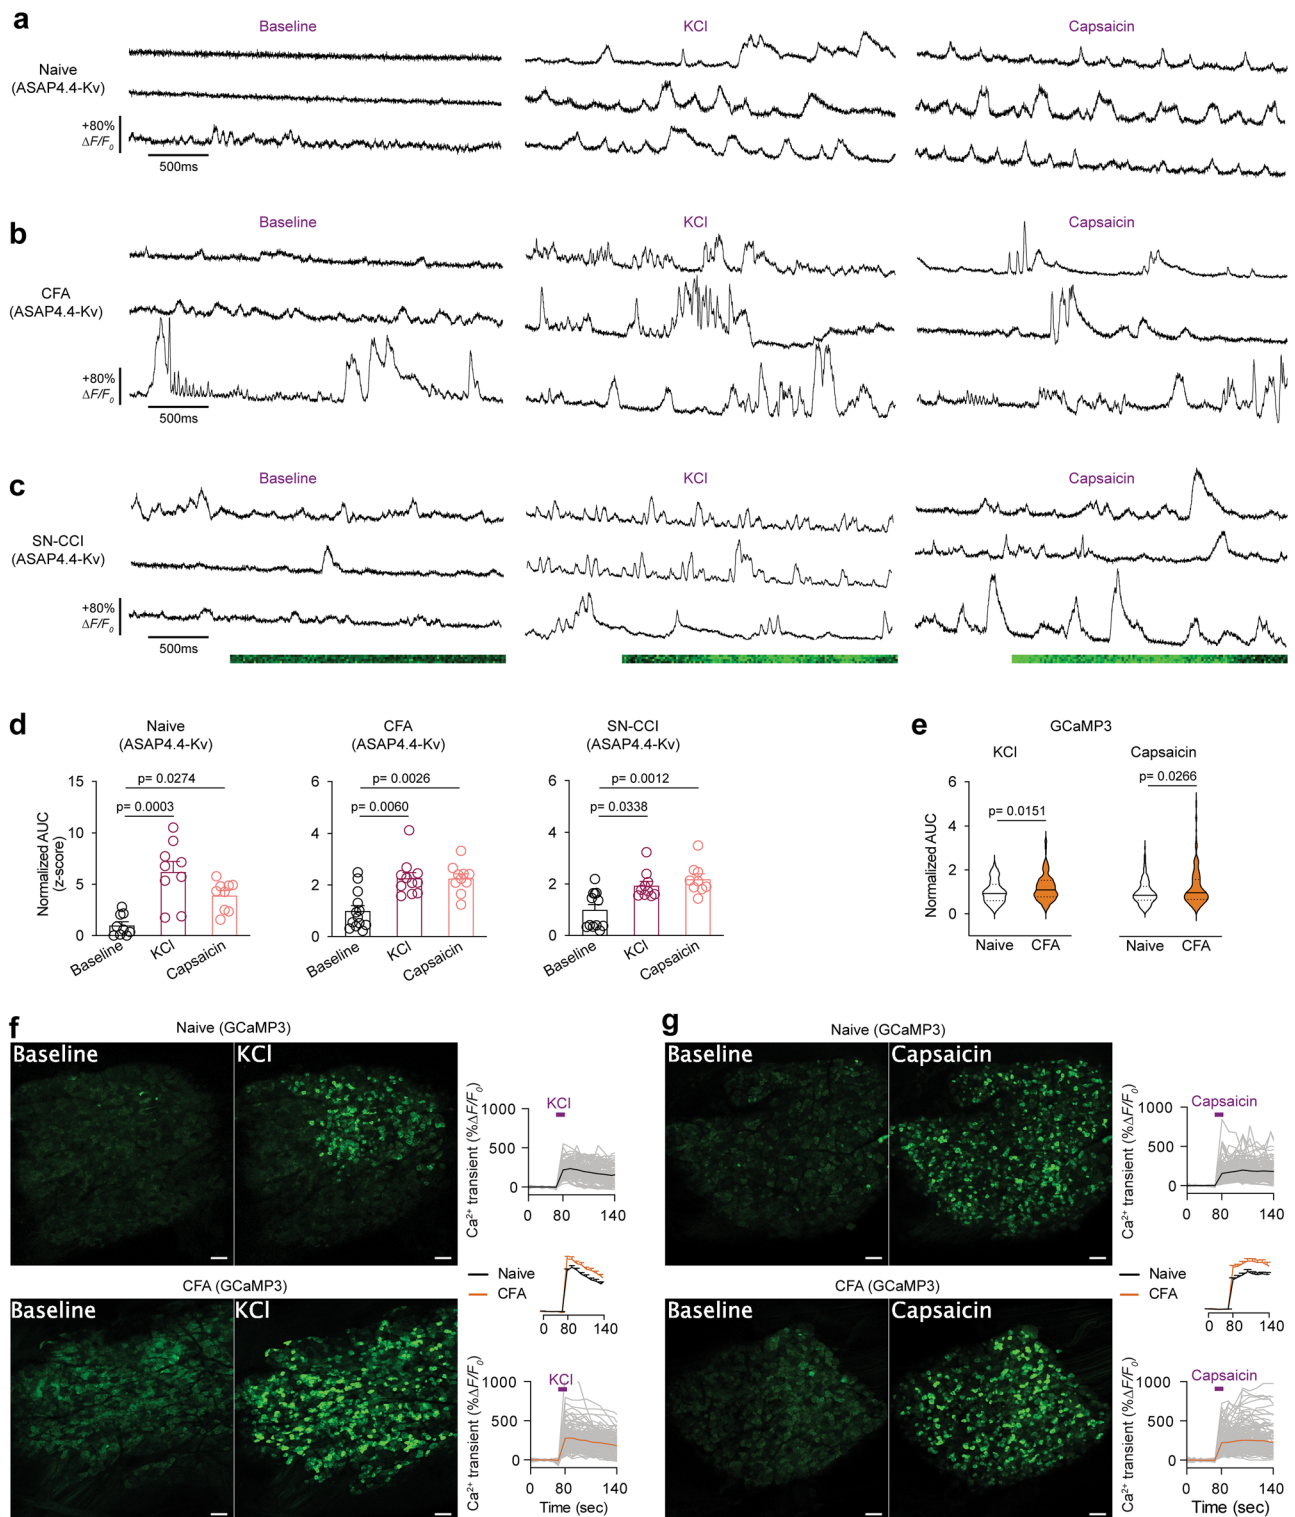 a
Baseline KCl Capsaicin
Naive
(ASAP4.4-Kv)
+80%
ΔF/F0
500ms
b
Baseline KCl Capsaicin
CFA
(ASAP4.4-Kv)
+80%
ΔF/F0
500ms
c
Baseline KCl Capsaicin
SN-CCI
(ASAP4.4-Kv)
+80%
ΔF/F0
500ms
d
Naive
(ASAP4.4-Kv)
Normalized AUC
(z-score)
15
10
5
0
p= 0.0274
p= 0.0003
Baseline KCl Capsaicin
CFA
(ASAP4.4-Kv)
6
4
2
0
p= 0.0026
p= 0.0060
Baseline KCl Capsaicin
SN-CCI
(ASAP4.4-Kv)
6
4
2
0
p= 0.0012
p= 0.0338
Baseline KCl Capsaicin
e
GCaMP3
KCl Capsaicin
Normalized AUC
6
4
2
0
p= 0.0151
p= 0.0266
Naive CFA Naive CFA
f
Naive (GCaMP3)
Baseline KCl
Ca2+ transient (%ΔF/F0)
KCl
1000
500
0
0 80 140
Naive
CFA
0 80 140
CFA (GCaMP3)
Baseline KCl
Ca2+ transient (%ΔF/F0)
KCl
1000
500
0
0 80 140
Time (sec)
g
Naive (GCaMP3)
Baseline Capsaicin
Ca2+ transient (%ΔF/F0)
Capsaicin
1000
500
0
0 80 140
Naive
CFA
0 80 140
CFA (GCaMP3)
Baseline Capsaicin
Ca2+ transient (%ΔF/F0)
Capsaicin
1000
500
0
0 80 140
Time (sec)